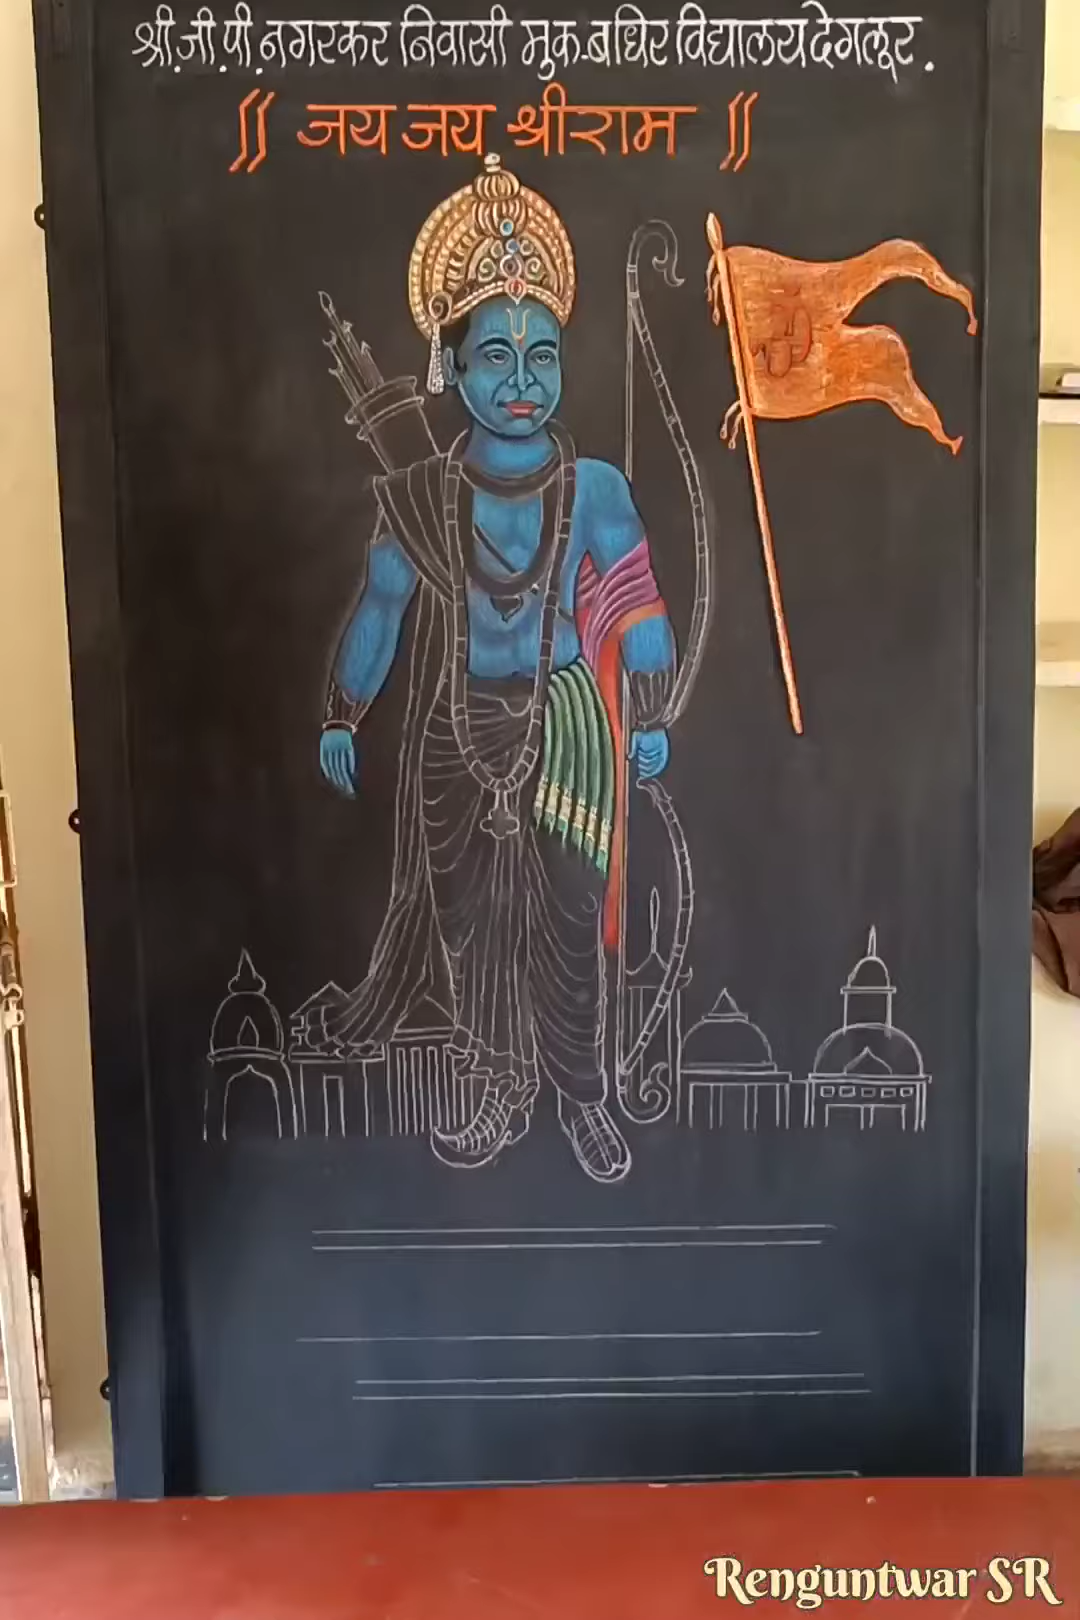 श्री.जी.पी.नगरकर निवासी मुक-बधिर विद्यालय देगलूर.
// जय जय श्रीराम //
Renguntwar SR